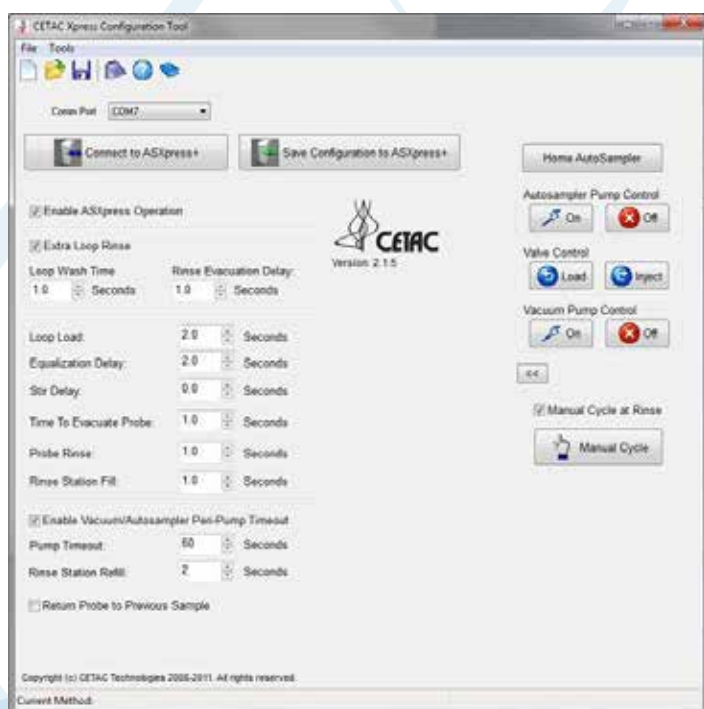 CETAC Xpress Configuration Tool
File Tools
Comm Port COM7
Connect to ASXpress+ Save Configuration to ASXpress+
Home AutoSampler
Enable ASXpress Operation
Autosampler Pump Control
On Off
Extra Loop Rinse
CETAC
Version: 2.1.5
Valve Control
Load Inject
Loop Wash Time Rinse Evacuation Delay:
1.0 Seconds 1.0 Seconds
Vacuum Pump Control
On Off
Loop Load: 2.0 Seconds
Equalization Delay: 2.0 Seconds
<<
Stir Delay: 0.0 Seconds
Time To Evacuate Probe: 1.0 Seconds
Manual Cycle at Rinse
Manual Cycle
Probe Rinse: 1.0 Seconds
Rinse Station Fill: 1.0 Seconds
Enable Vacuum/Autosampler Peri-Pump Timeout
Pump Timeout: 60 Seconds
Rinse Station Refill: 2 Seconds
Return Probe to Previous Sample
Copyright (c) CETAC Technologies 2006-2011. All rights reserved.
Current Method: